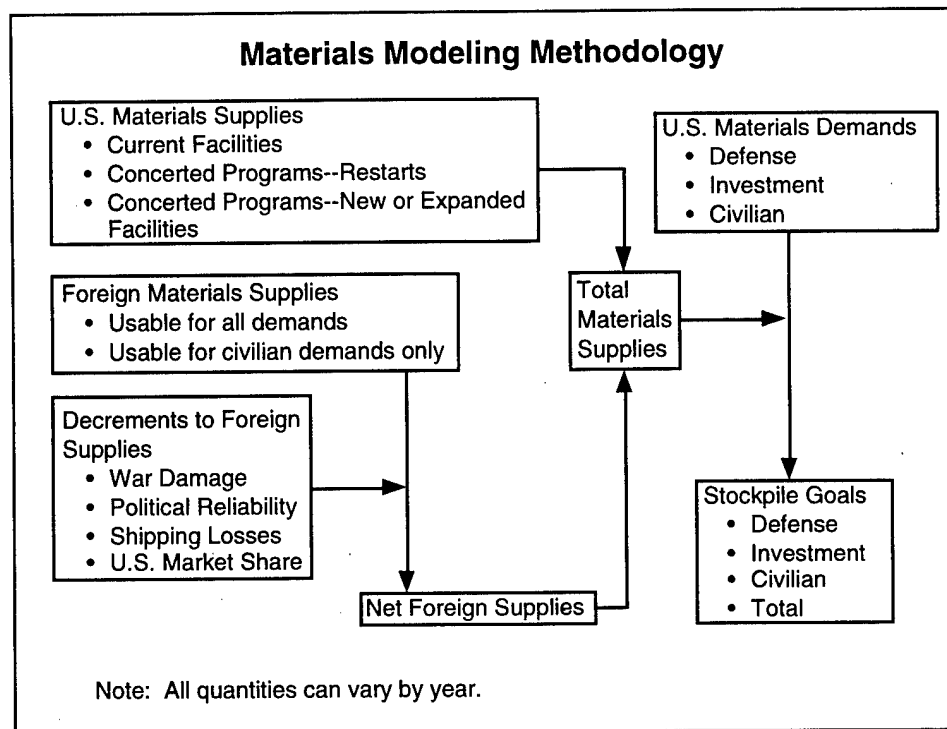 Materials Modeling Methodology
U.S. Materials Supplies
• Current Facilities
• Concerted Programs--Restarts
• Concerted Programs--New or Expanded
Facilities
U.S. Materials Demands
• Defense
• Investment
• Civilian
Foreign Materials Supplies
• Usable for all demands
• Usable for civilian demands only
Total
Materials
Supplies
Decrements to Foreign
Supplies
• War Damage
• Political Reliability
• Shipping Losses
• U.S. Market Share
Net Foreign Supplies
Stockpile Goals
• Defense
• Investment
• Civilian
• Total
Note: All quantities can vary by year.